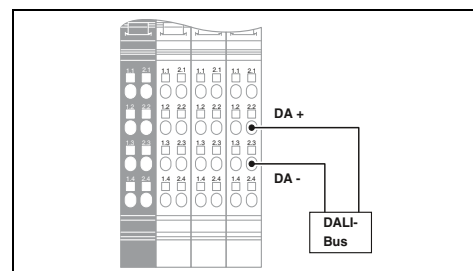 1.1 2.1 1.1 2.1 1.1 2.1 1.1 2.1
1.2 2.2 1.2 2.2 1.2 2.2 1.2 2.2
DA +
1.3 2.3 1.3 2.3 1.3 2.3 1.3 2.3
DA -
1.4 2.4 1.4 2.4 1.4 2.4 1.4 2.4
DALI-
Bus